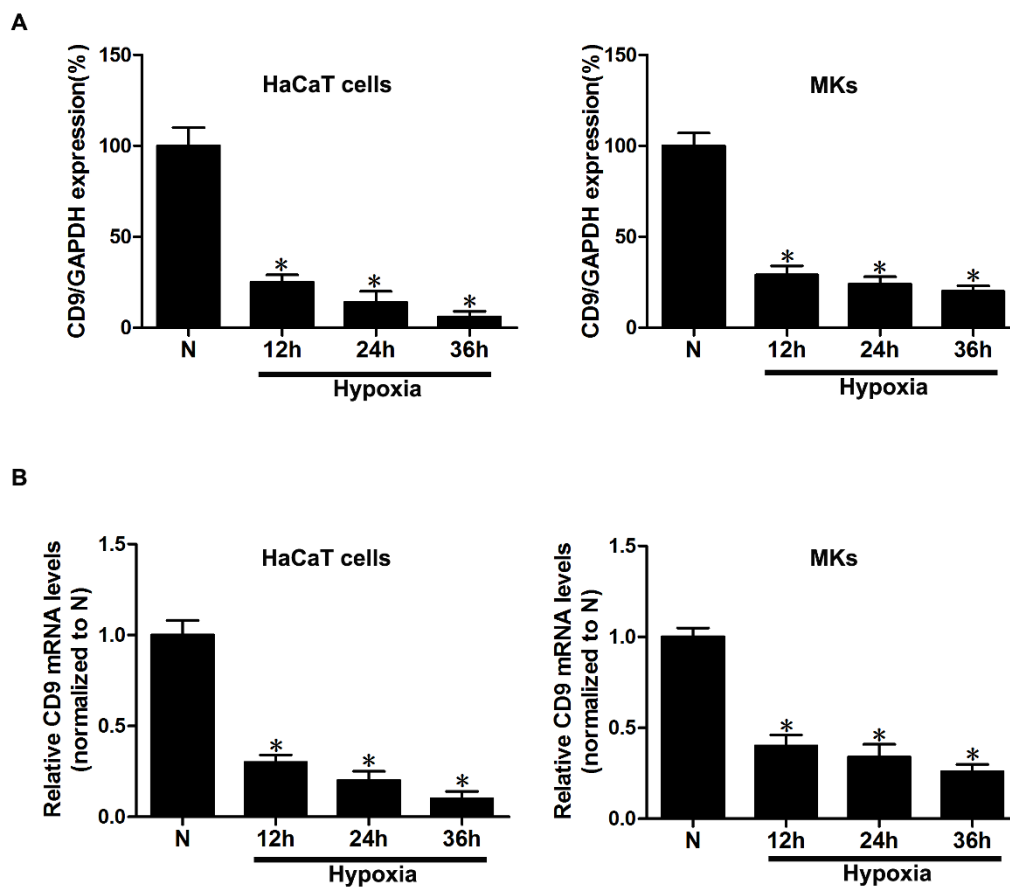 A
CD9/GAPDH expression(%)
150
100
50
0
HaCaT cells
*
*
*
N
12h
24h
36h
Hypoxia
CD9/GAPDH expression(%)
150
100
50
0
MKs
*
*
*
N
12h
24h
36h
Hypoxia
B
Relative CD9 mRNA levels
(normalized to N)
1.5
1.0
0.5
0.0
HaCaT cells
*
*
*
N
12h
24h
36h
Hypoxia
Relative CD9 mRNA levels
(normalized to N)
1.5
1.0
0.5
0.0
MKs
*
*
*
N
12h
24h
36h
Hypoxia